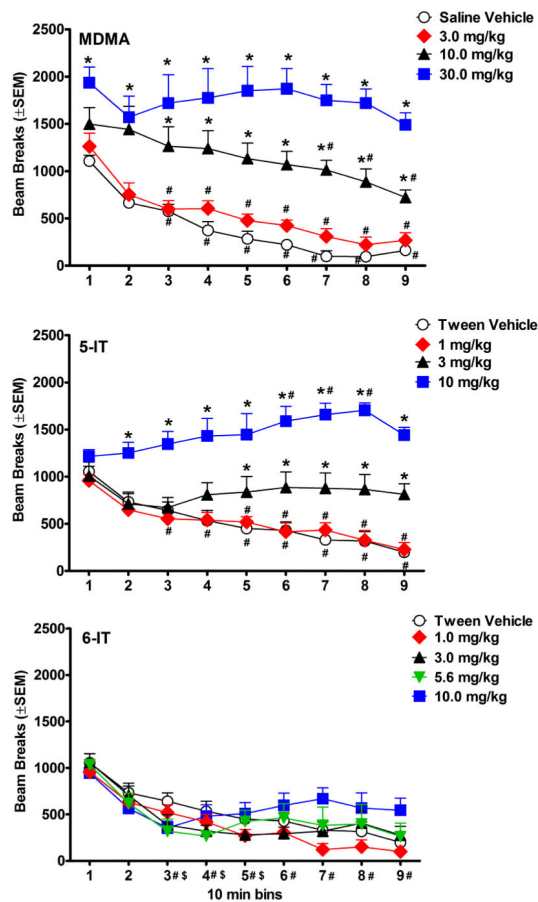 MDMA
Saline Vehicle
3.0 mg/kg
10.0 mg/kg
30.0 mg/kg
Beam Breaks (±SEM)
2500
2000
1500
1000
500
0
* * * * * * * * *
* * * * *# *# *#
# # # #
# # # # # # #
1 2 3 4 5 6 7 8 9
5-IT
Tween Vehicle
1 mg/kg
3 mg/kg
10 mg/kg
Beam Breaks (±SEM)
2500
2000
1500
1000
500
0
* * * * *# *# *# *
* * * * *
# # # # #
# # # # # # #
1 2 3 4 5 6 7 8 9
6-IT
Tween Vehicle
1.0 mg/kg
3.0 mg/kg
5.6 mg/kg
10.0 mg/kg
Beam Breaks (±SEM)
2500
2000
1500
1000
500
0
1 2 3# $ 4# $ 5# $ 6# 7# 8# 9#
10 min bins